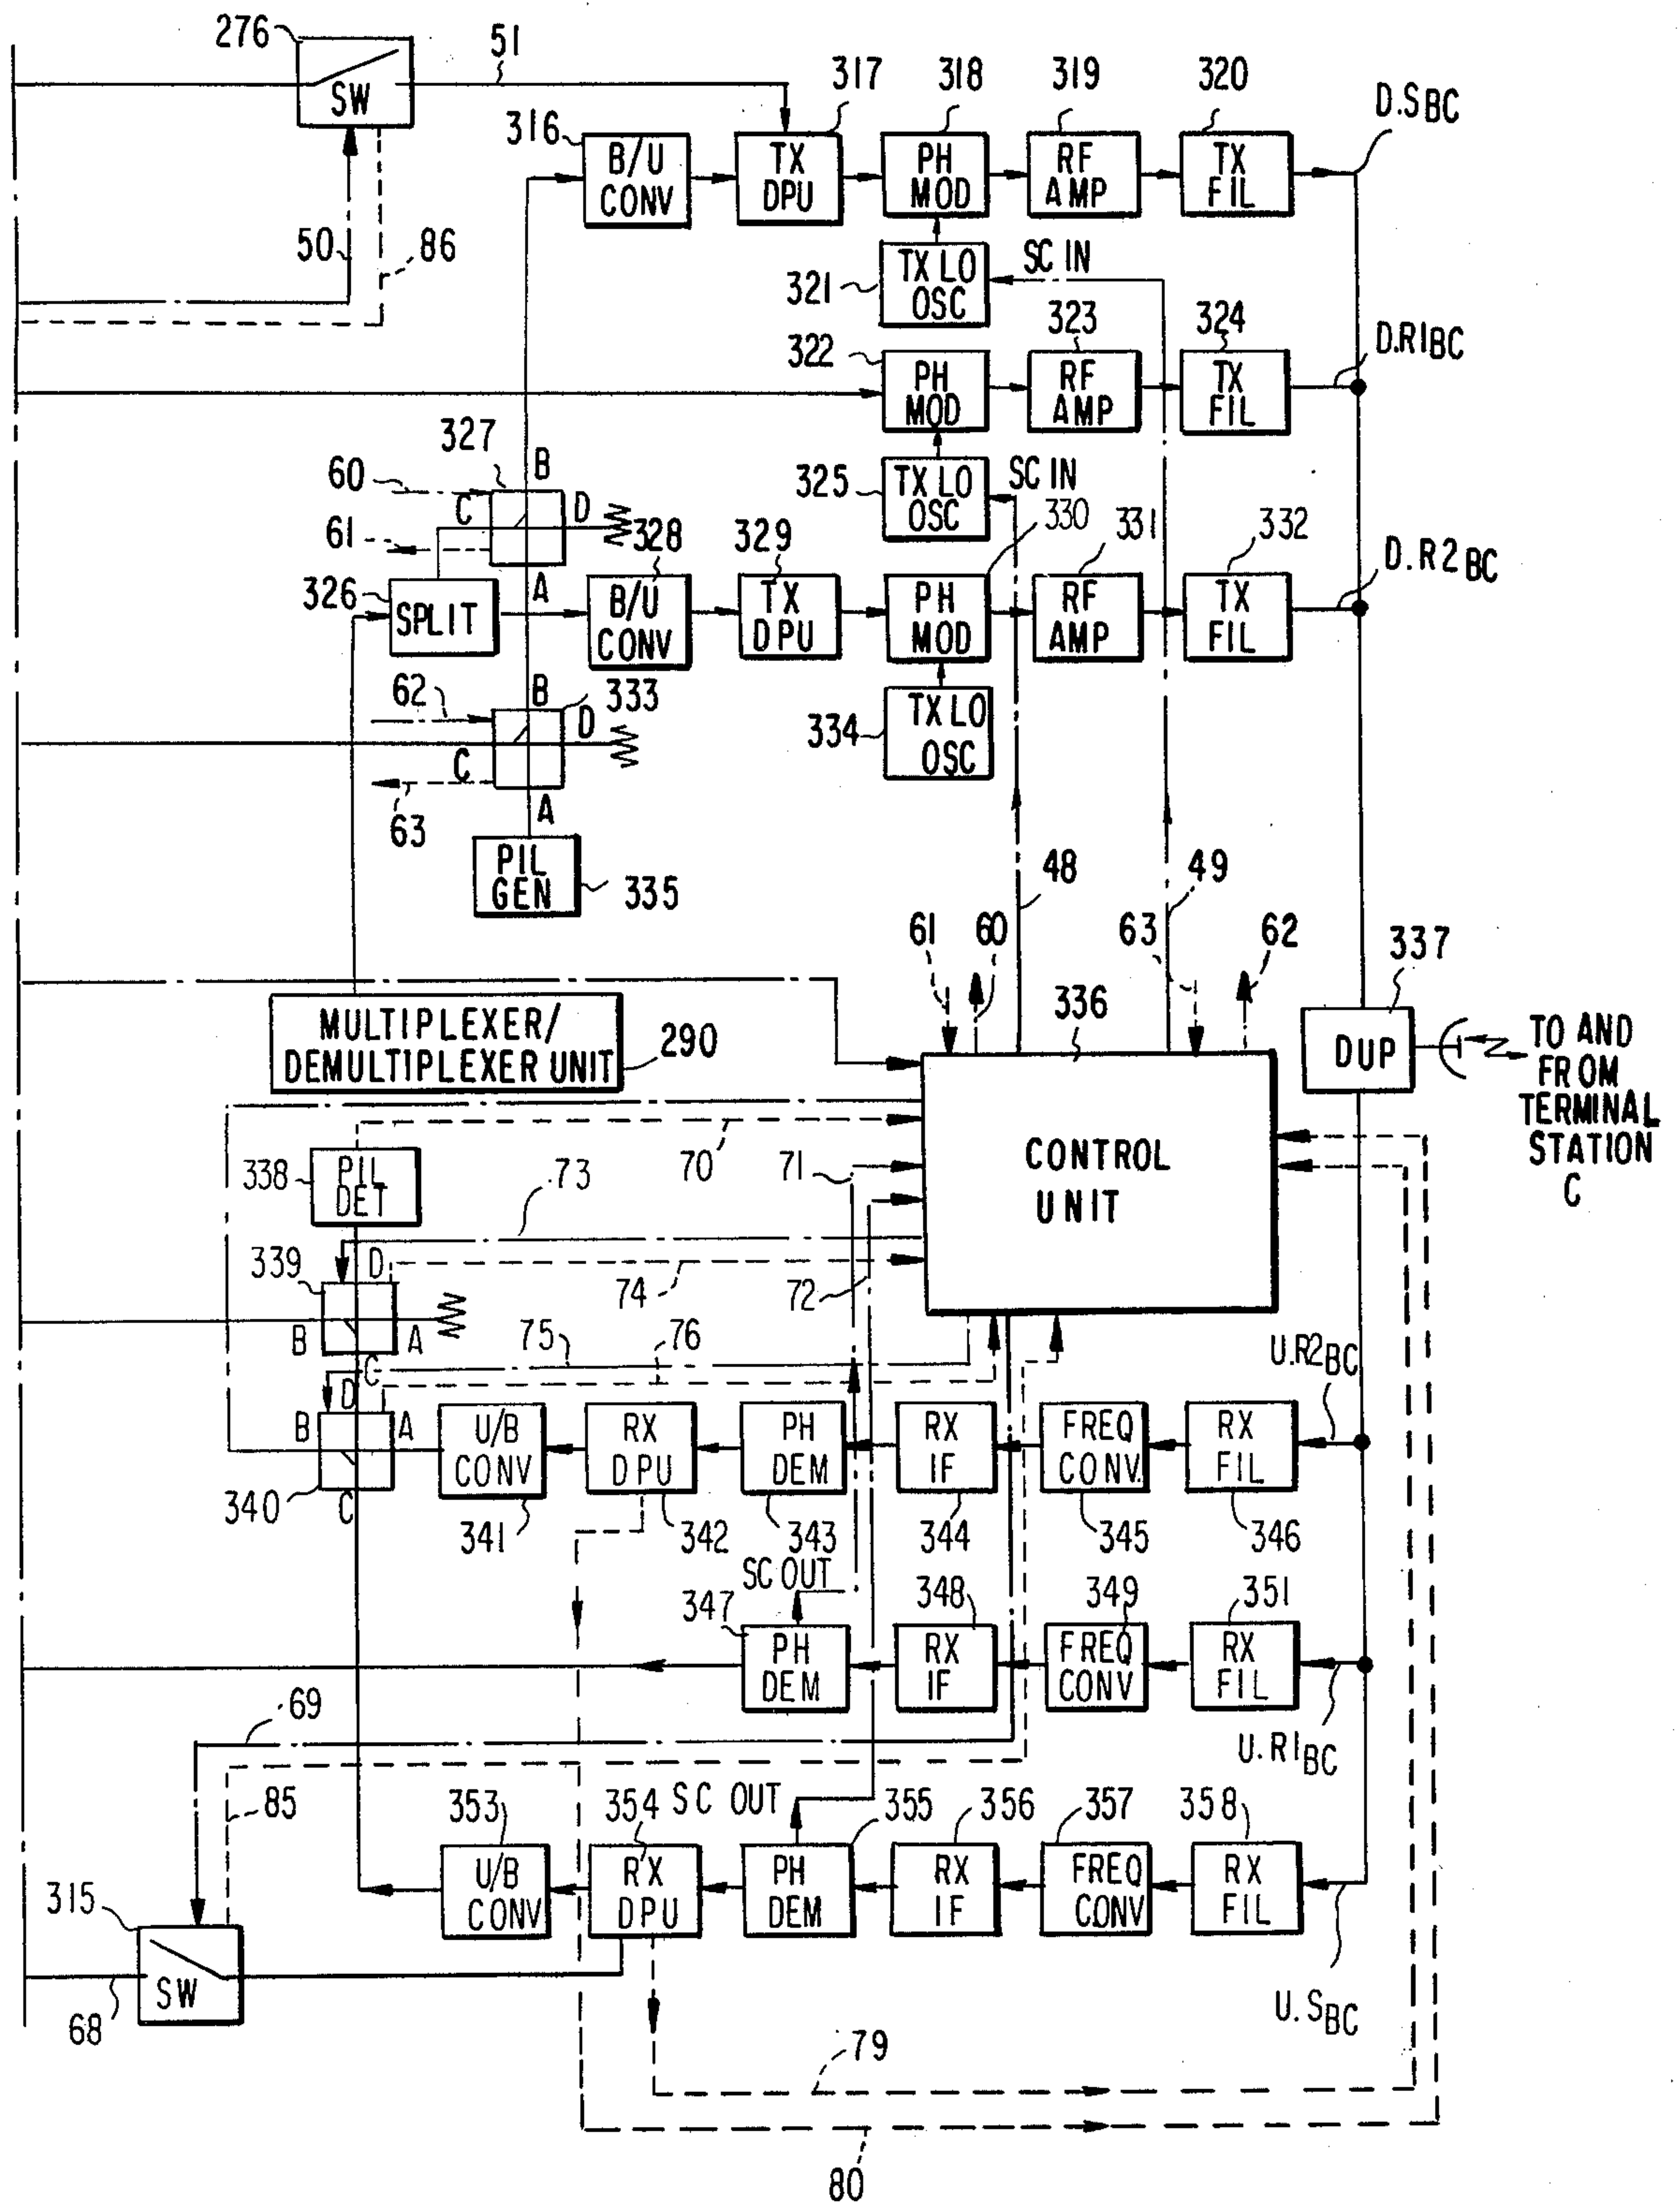 276
SW
51
50
86
316
B/U
CONV
317
TX
DPU
318
PH
MOD
319
RF
AMP
320
TX
FIL
D.SBC
321
TX LO
OSC
SC IN
322
PH
MOD
323
RF
AMP
324
TX
FIL
D.R1BC
325
TX LO
OSC
SC IN
327
B
60
C
D
61
A
326
SPLIT
328
B/U
CONV
329
TX
DPU
330
PH
MOD
331
RF
AMP
332
TX
FIL
D.R2BC
62
B
333
D
C
63
A
334
TX LO
OSC
PIL
GEN
335
48
49
61
60
63
62
336
337
MULTIPLEXER/
DEMULTIPLEXER UNIT
290
CONTROL
UNIT
DUP
TO AND
FROM
TERMINAL
STATION
C
338
PIL
DET
70
71
73
339
D
B
A
C
74
72
75
76
U.R2BC
B
D
A
340
C
U/B
CONV
341
RX
DPU
342
PH
DEM
343
RX
IF
344
FREQ
CONV.
345
RX
FIL
346
SC OUT
347
PH
DEM
348
RX
IF
349
FREQ
CONV
351
RX
FIL
U.R1BC
69
85
353
U/B
CONV
354
RX
DPU
SC OUT
355
PH
DEM
356
RX
IF
357
FREQ
CONV
358
RX
FIL
U.SBC
315
SW
68
79
80